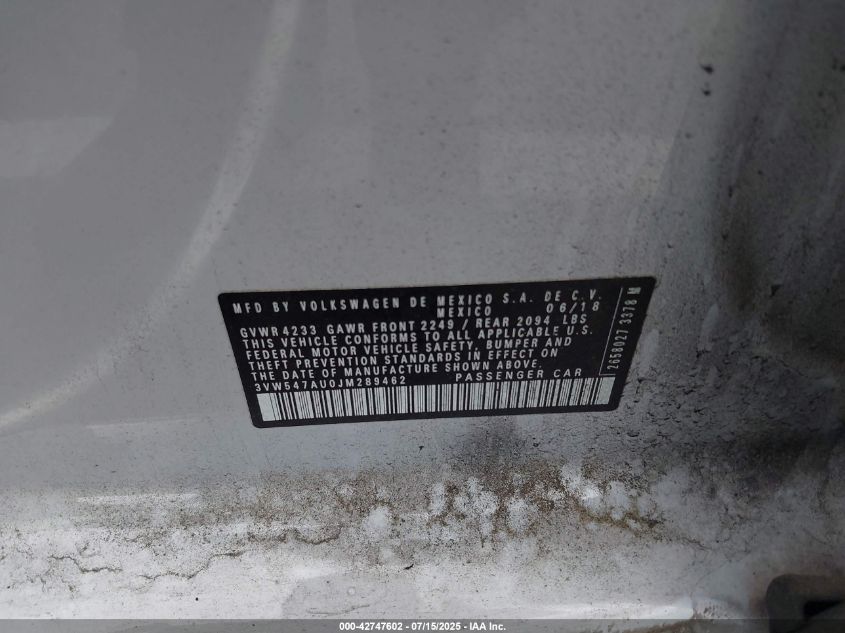 MFD BY VOLKSWAGEN DE MEXICO S.A. DE C.V.
MEXICO 06/18
GVWR 4233 GAWR FRONT 2249 / REAR 2094 LBS
THIS VEHICLE CONFORMS TO ALL APPLICABLE U.S.
FEDERAL MOTOR VEHICLE SAFETY, BUMPER AND
THEFT PREVENTION STANDARDS IN EFFECT ON
THE DATE OF MANUFACTURE SHOWN ABOVE.
3VW547AU0JM289462 PASSENGER CAR
2658027 3378 M
000-42747602 - 07/15/2025 - IAA Inc.